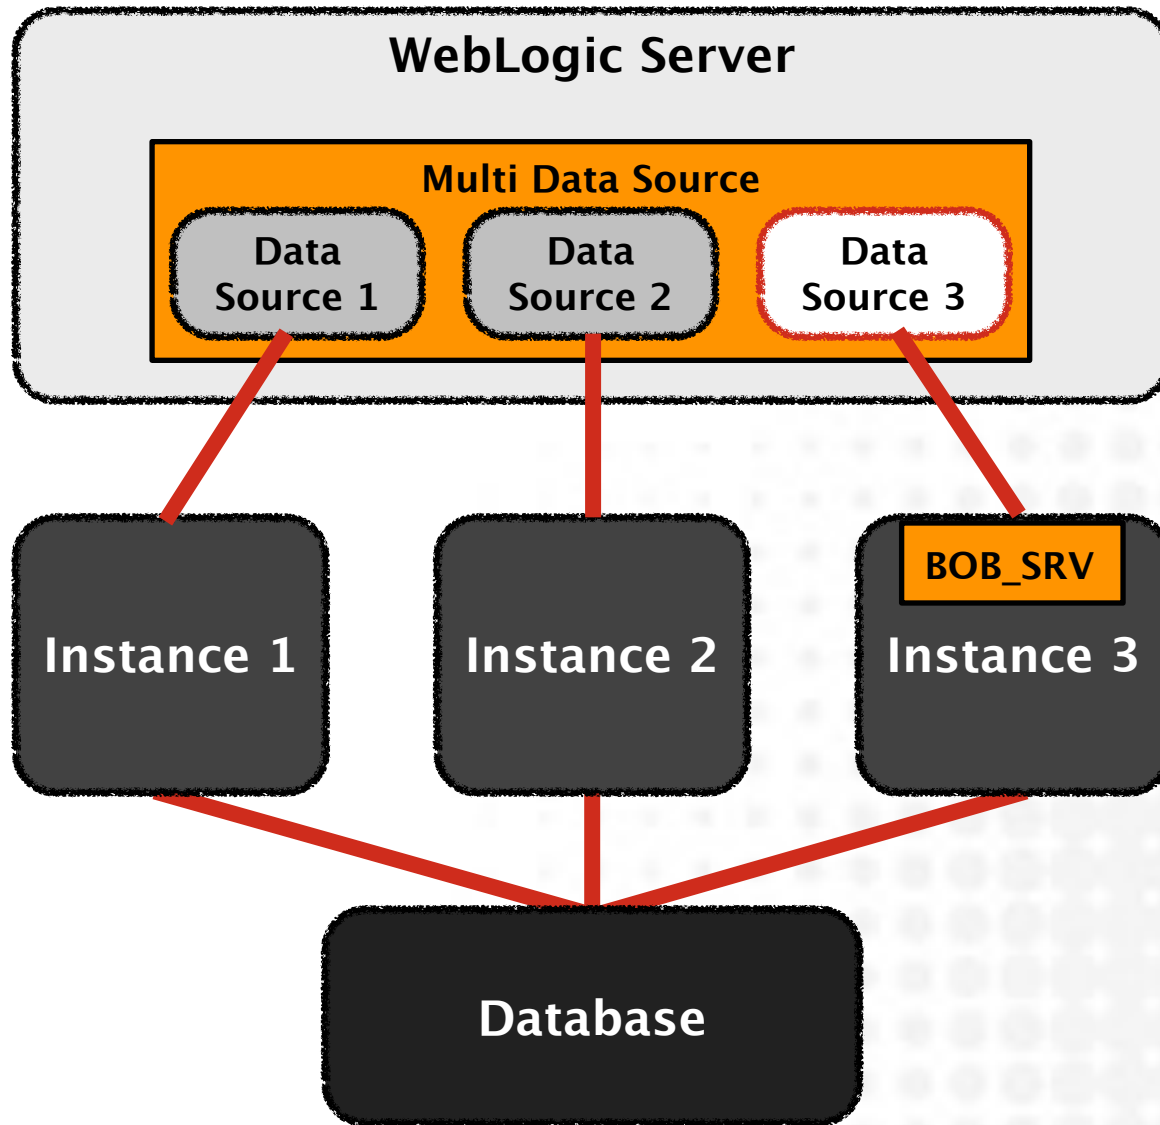 WebLogic Server
Multi Data Source
Data
Source 1
Data
Source 2
Data
Source 3
BOB_SRV
Instance 1
Instance 2
Instance 3
Database